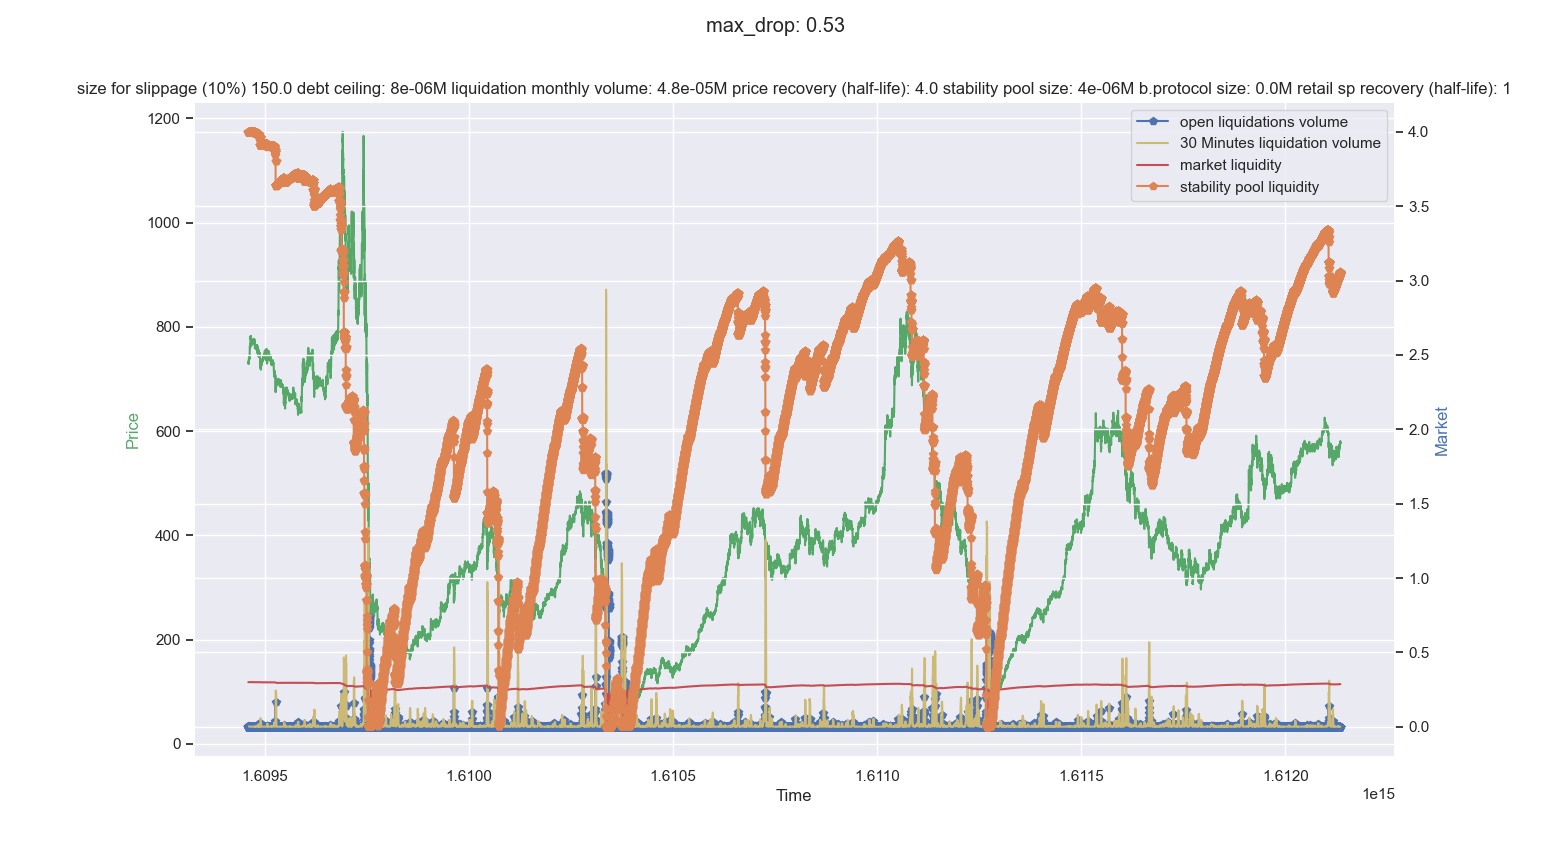 max_drop: 0.53
size for slippage (10%) 150.0 debt ceiling: 8e-06M liquidation monthly volume: 4.8e-05M price recovery (half-life): 4.0 stability pool size: 4e-06M b.protocol size: 0.0M retail sp recovery (half-life): 1
open liquidations volume
30 Minutes liquidation volume
market liquidity
stability pool liquidity
1200
1000
800
600
400
200
0
Price
4.0
3.5
3.0
2.5
2.0
1.5
1.0
0.5
0.0
Market
1.6095 1.6100 1.6105 1.6110 1.6115 1.6120
1e15
Time